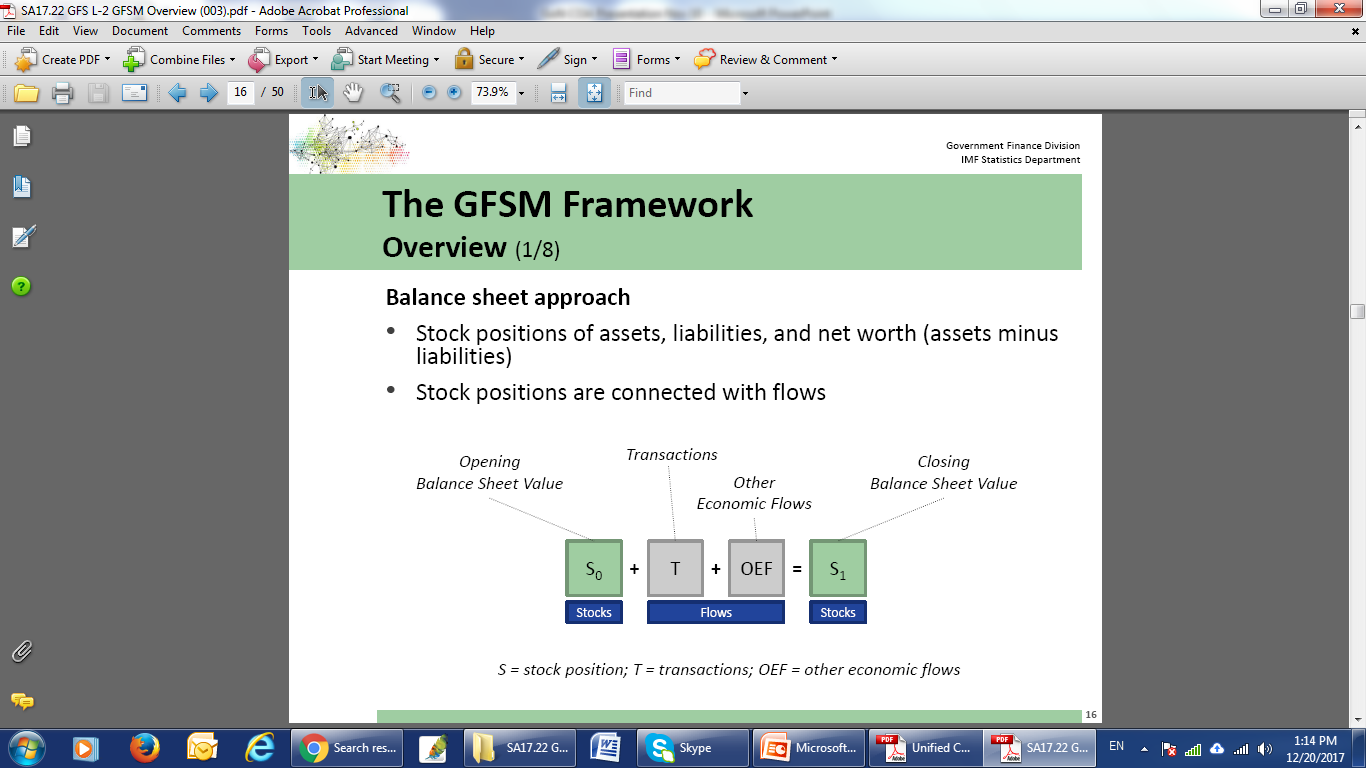 SA17.22 GFS L-2 GFSM Overview (003).pdf - Adobe Acrobat Professional
File Edit View Document Comments Forms Tools Advanced Window Help
Create PDF Combine Files Export Start Meeting Secure Sign Forms Review & Comment
16 / 50 73.9% Find
Government Finance Division
IMF Statistics Department
The GFSM Framework
Overview (1/8)
Balance sheet approach
• Stock positions of assets, liabilities, and net worth (assets minus
liabilities)
• Stock positions are connected with flows
Opening
Balance Sheet Value
Transactions
Other
Economic Flows
Closing
Balance Sheet Value
S0 + T + OEF = S1
Stocks Flows Stocks
S = stock position; T = transactions; OEF = other economic flows
16
Search res... SA17.22 G... Skype Microsoft... Unified C... SA17.22 G... EN 1:14 PM
12/20/2017